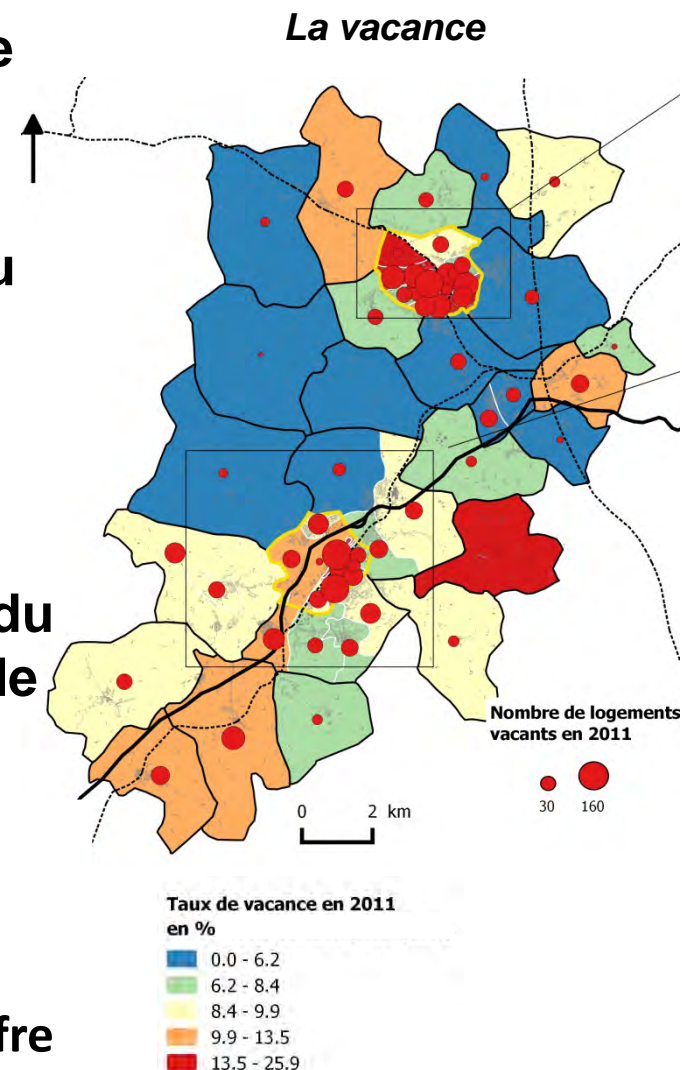 La vacance
e
u
du
le
fre
Nombre de logements
vacants en 2011
30 160
0 2 km
Taux de vacance en 2011
en %
0.0 - 6.2
6.2 - 8.4
8.4 - 9.9
9.9 - 13.5
13.5 - 25.9